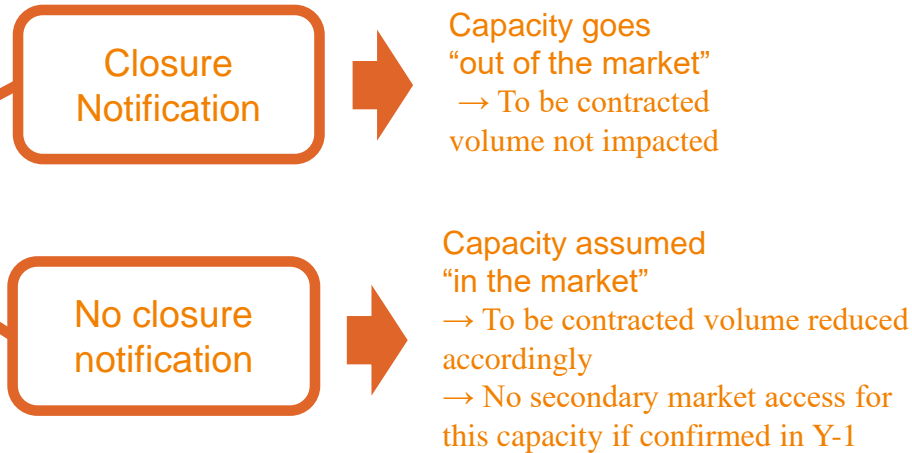 Closure
Notification
Capacity goes
“out of the market”
→ To be contracted
volume not impacted
No closure
notification
Capacity assumed
“in the market”
→ To be contracted volume reduced
accordingly
→ No secondary market access for
this capacity if confirmed in Y-1